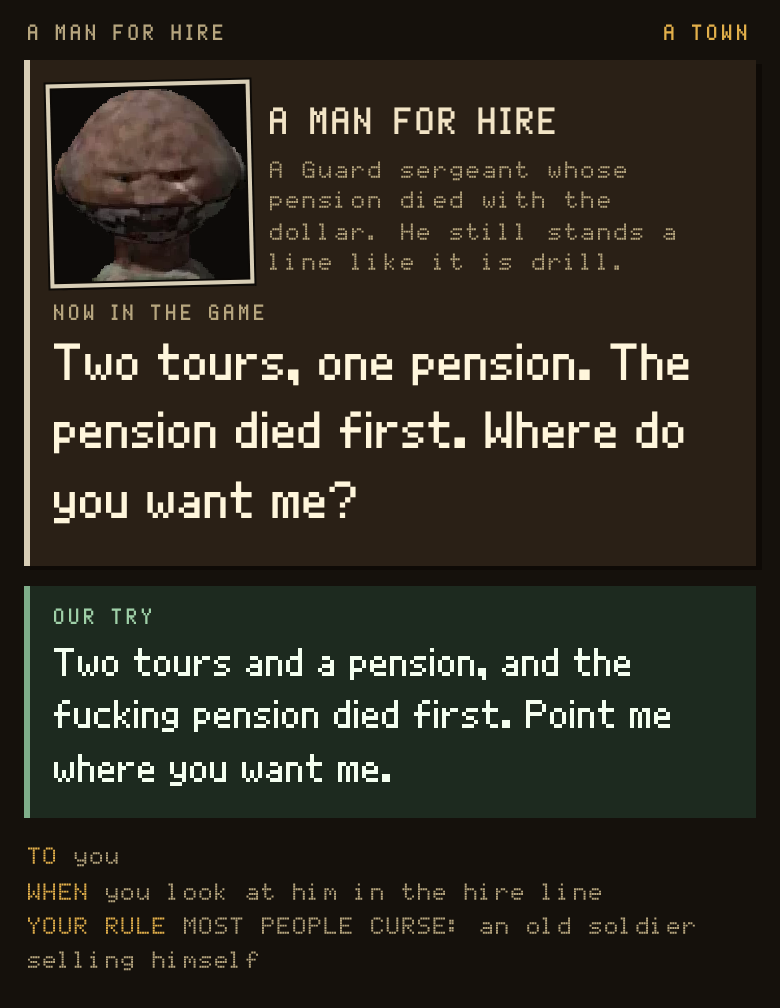 A MAN FOR HIRE
A TOWN
A MAN FOR HIRE
A Guard sergeant whose
pension died with the
dollar. He still stands a
line like it is drill.
NOW IN THE GAME
Two tours, one pension. The
pension died first. Where do
you want me?
OUR TRY
Two tours and a pension, and the
fucking pension died first. Point me
where you want me.
TO you
WHEN you look at him in the hire line
YOUR RULE MOST PEOPLE CURSE: an old soldier
selling himself